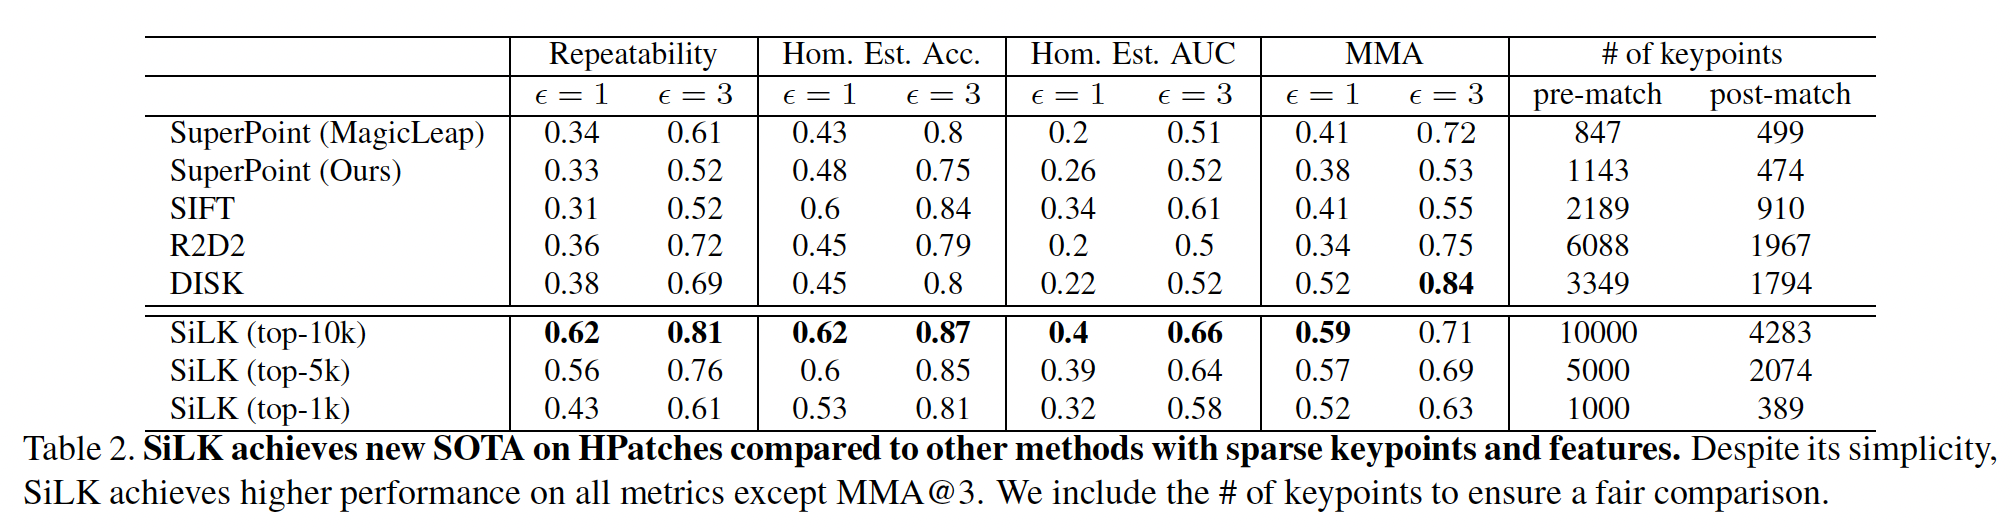 Repeatability Hom. Est. Acc. Hom. Est. AUC MMA # of keypoints
ϵ = 1 ϵ = 3 ϵ = 1 ϵ = 3 ϵ = 1 ϵ = 3 ϵ = 1 ϵ = 3 pre-match post-match
SuperPoint (MagicLeap) 0.34 0.61 0.43 0.8 0.2 0.51 0.41 0.72 847 499
SuperPoint (Ours) 0.33 0.52 0.48 0.75 0.26 0.52 0.38 0.53 1143 474
SIFT 0.31 0.52 0.6 0.84 0.34 0.61 0.41 0.55 2189 910
R2D2 0.36 0.72 0.45 0.79 0.2 0.5 0.34 0.75 6088 1967
DISK 0.38 0.69 0.45 0.8 0.22 0.52 0.52 0.84 3349 1794
SiLK (top-10k) 0.62 0.81 0.62 0.87 0.4 0.66 0.59 0.71 10000 4283
SiLK (top-5k) 0.56 0.76 0.6 0.85 0.39 0.64 0.57 0.69 5000 2074
SiLK (top-1k) 0.43 0.61 0.53 0.81 0.32 0.58 0.52 0.63 1000 389
Table 2. SiLK achieves new SOTA on HPatches compared to other methods with sparse keypoints and features. Despite its simplicity,
SiLK achieves higher performance on all metrics except MMA@3. We include the # of keypoints to ensure a fair comparison.